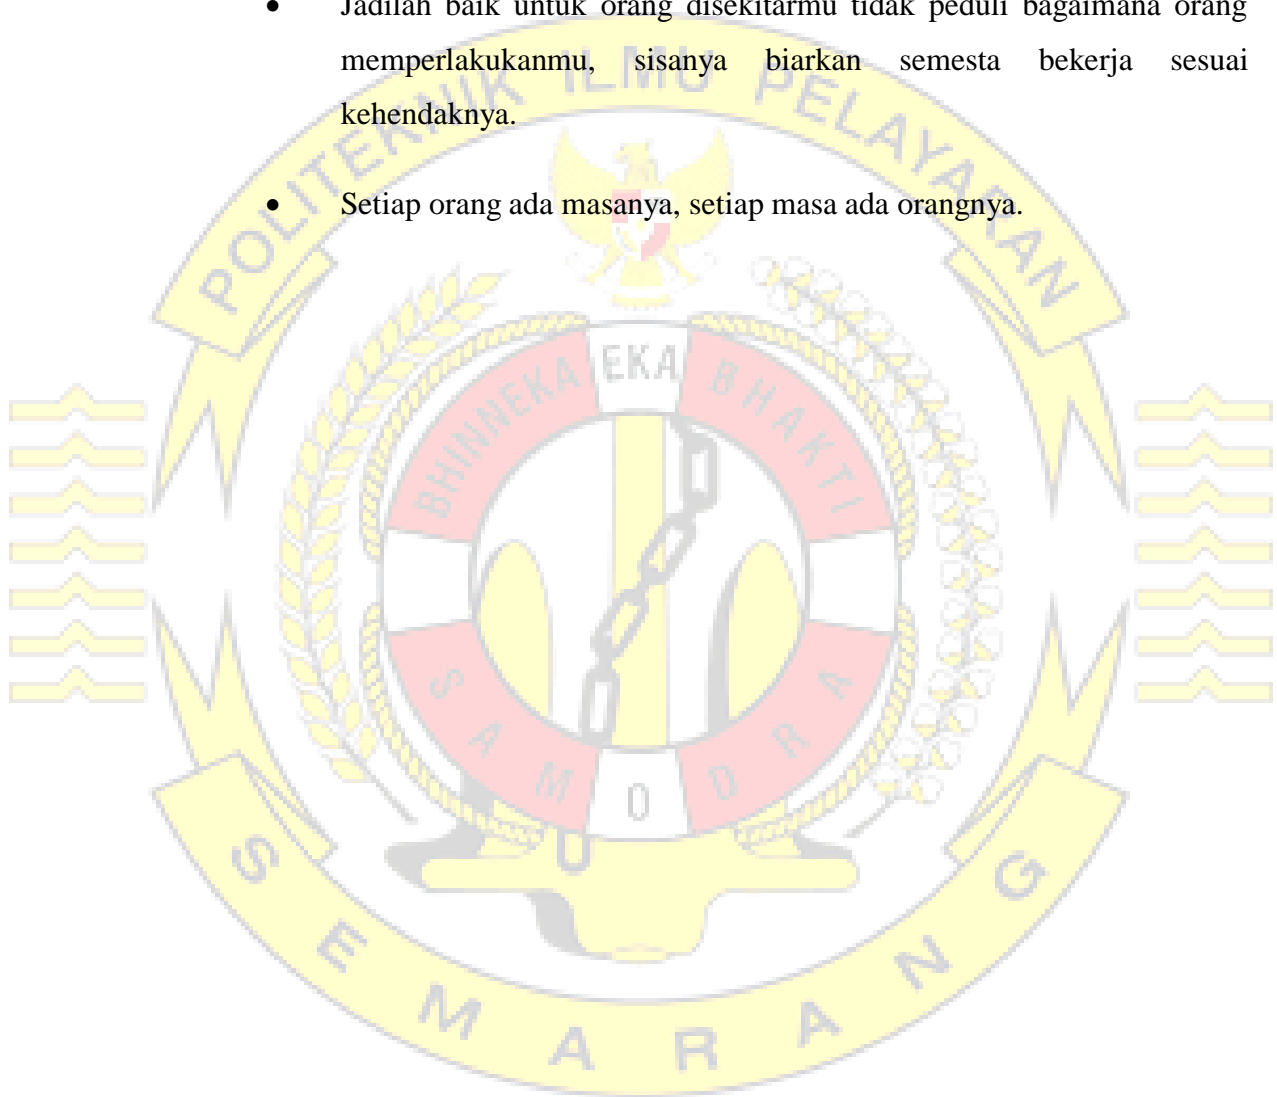 • Jadilah baik untuk orang disekitarmu tidak peduli bagaimana orang
memperlakukanmu, sisanya biarkan semesta bekerja sesuai
kehendaknya.
• Setiap orang ada masanya, setiap masa ada orangnya.
POLITEKNIK ILMU PELAYARAN
BHINNEKA EKA BHAKTI
SAMODRA
SEMARANG